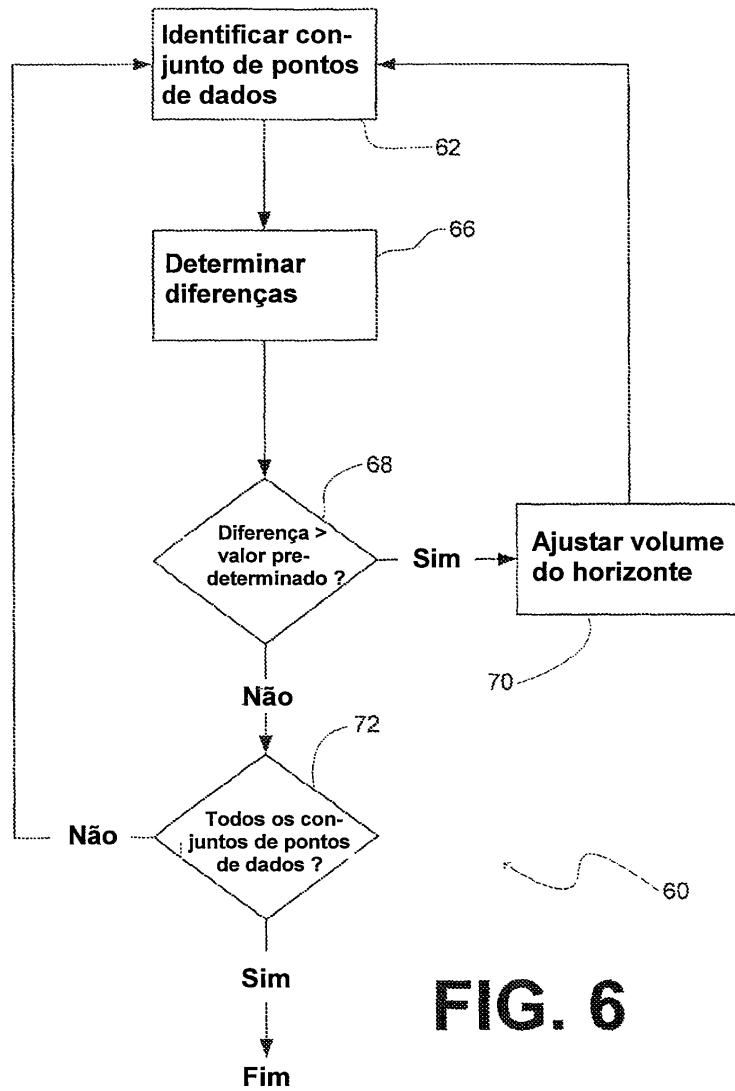 Identificar con-
junto de pontos
de dados
62
66
Determinar
diferenças
68
Diferença >
valor pre-
determinado ?
Sim
Ajustar volume
do horizonte
70
Não
72
Todos os con-
juntos de pontos
de dados ?
Não
60
Sim
FIG. 6
Fim